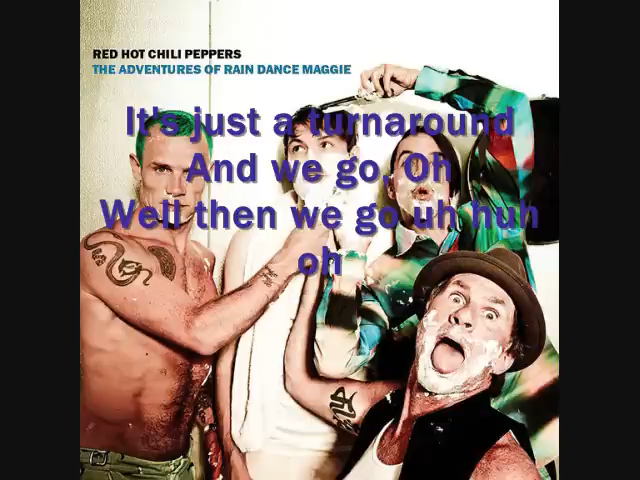 RED HOT CHILI PEPPERS
THE ADVENTURES OF RAIN DANCE MAGGIE
It's just a turnaround
And we go, Oh
Well then we go uh huh
oh